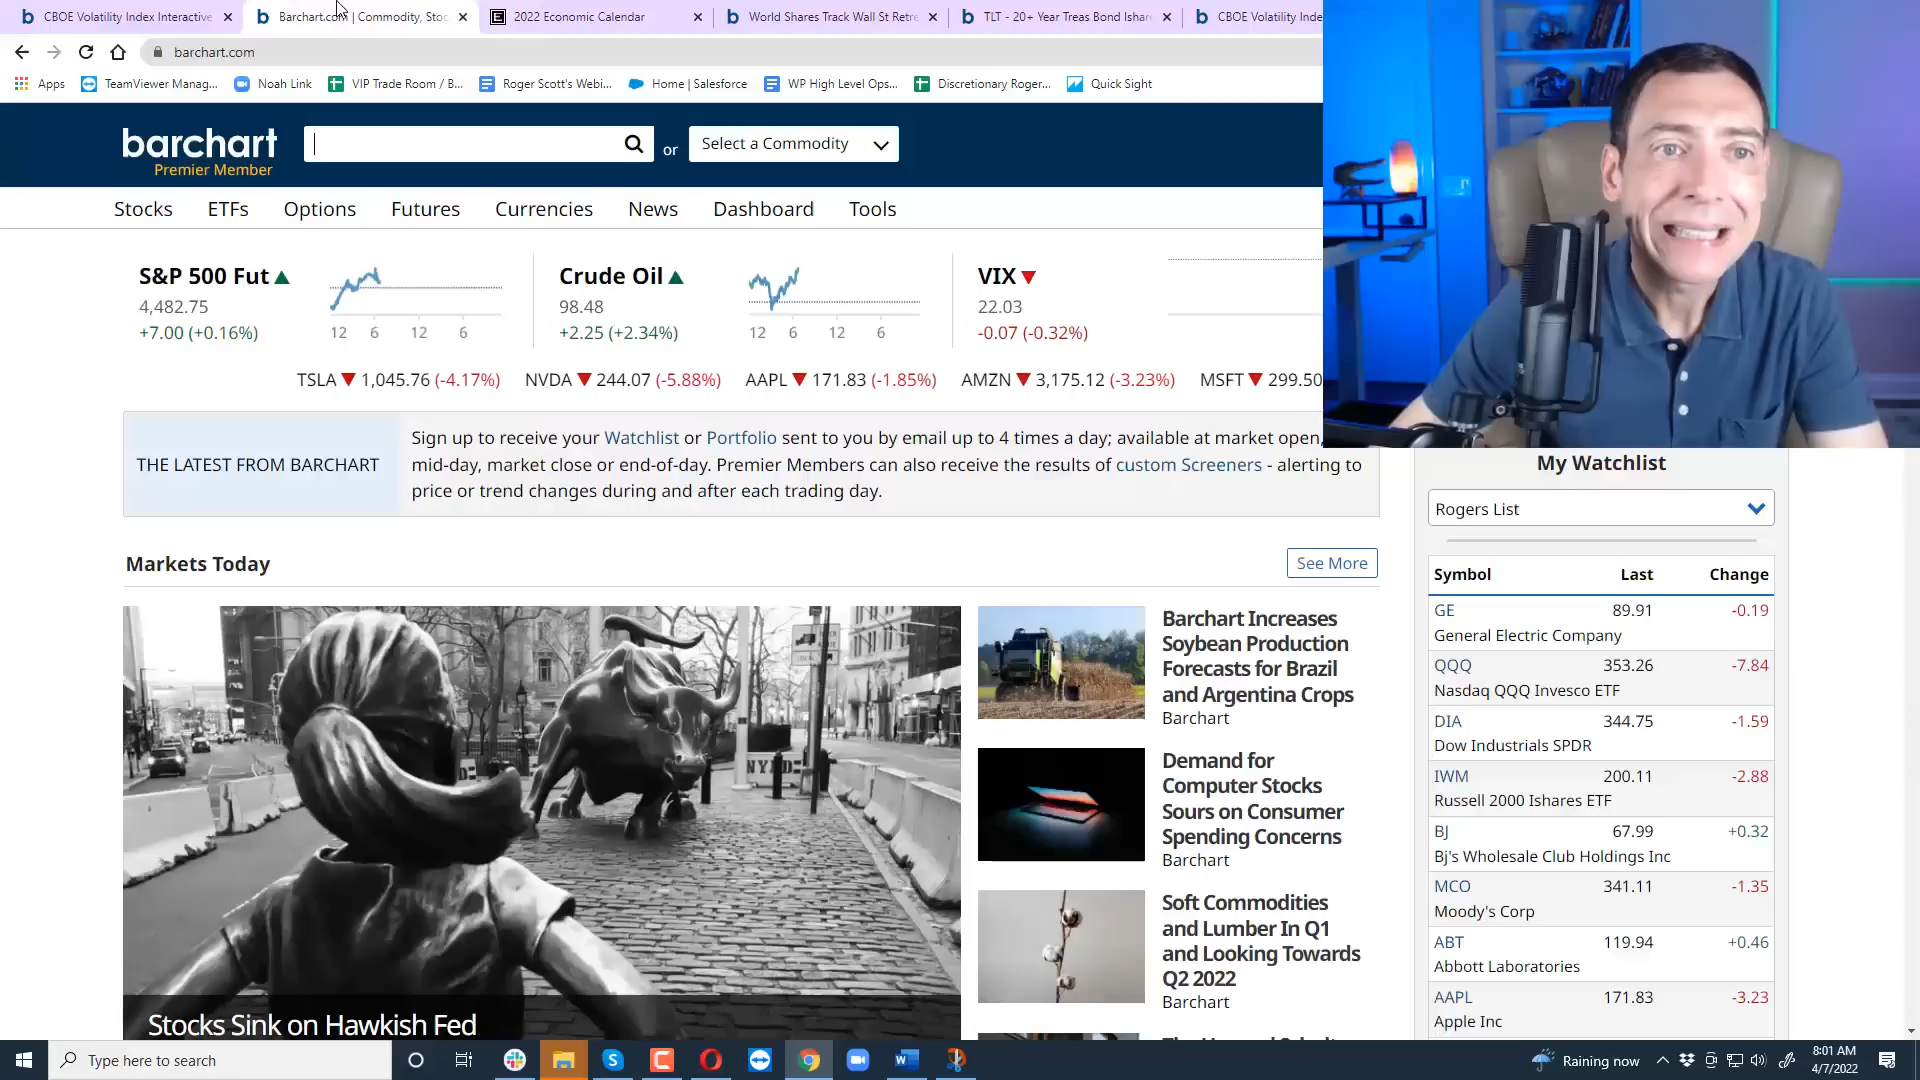 CBOE Volatility Index Interactive
Barchart.com | Commodity, Stoc
2022 Economic Calendar
World Shares Track Wall St Retre
TLT - 20+ Year Treas Bond Ishar
CBOE Volatility Inde
barchart.com
Apps
TeamViewer Manag...
Noah Link
VIP Trade Room / B...
Roger Scott's Webi...
Home | Salesforce
WP High Level Ops...
Discretionary Roger...
Quick Sight
barchart
Premier Member
or
Select a Commodity
Stocks
ETFs
Options
Futures
Currencies
News
Dashboard
Tools
S&P 500 Fut
4,482.75
+7.00 (+0.16%)
12 6 12 6
Crude Oil
98.48
+2.25 (+2.34%)
12 6 12 6
VIX
22.03
-0.07 (-0.32%)
TSLA 1,045.76 (-4.17%)
NVDA 244.07 (-5.88%)
AAPL 171.83 (-1.85%)
AMZN 3,175.12 (-3.23%)
MSFT 299.50
THE LATEST FROM BARCHART
Sign up to receive your Watchlist or Portfolio sent to you by email up to 4 times a day; available at market open,
mid-day, market close or end-of-day. Premier Members can also receive the results of custom Screeners - alerting to
price or trend changes during and after each trading day.
Markets Today
See More
Stocks Sink on Hawkish Fed
Barchart Increases
Soybean Production
Forecasts for Brazil
and Argentina Crops
Barchart
Demand for
Computer Stocks
Sours on Consumer
Spending Concerns
Barchart
Soft Commodities
and Lumber In Q1
and Looking Towards
Q2 2022
Barchart
My Watchlist
Rogers List
Symbol Last Change
GE 89.91 -0.19
General Electric Company
QQQ 353.26 -7.84
Nasdaq QQQ Invesco ETF
DIA 344.75 -1.59
Dow Industrials SPDR
IWM 200.11 -2.88
Russell 2000 Ishares ETF
BJ 67.99 +0.32
Bj's Wholesale Club Holdings Inc
MCO 341.11 -1.35
Moody's Corp
ABT 119.94 +0.46
Abbott Laboratories
AAPL 171.83 -3.23
Apple Inc
Type here to search
Raining now
8:01 AM
4/7/2022